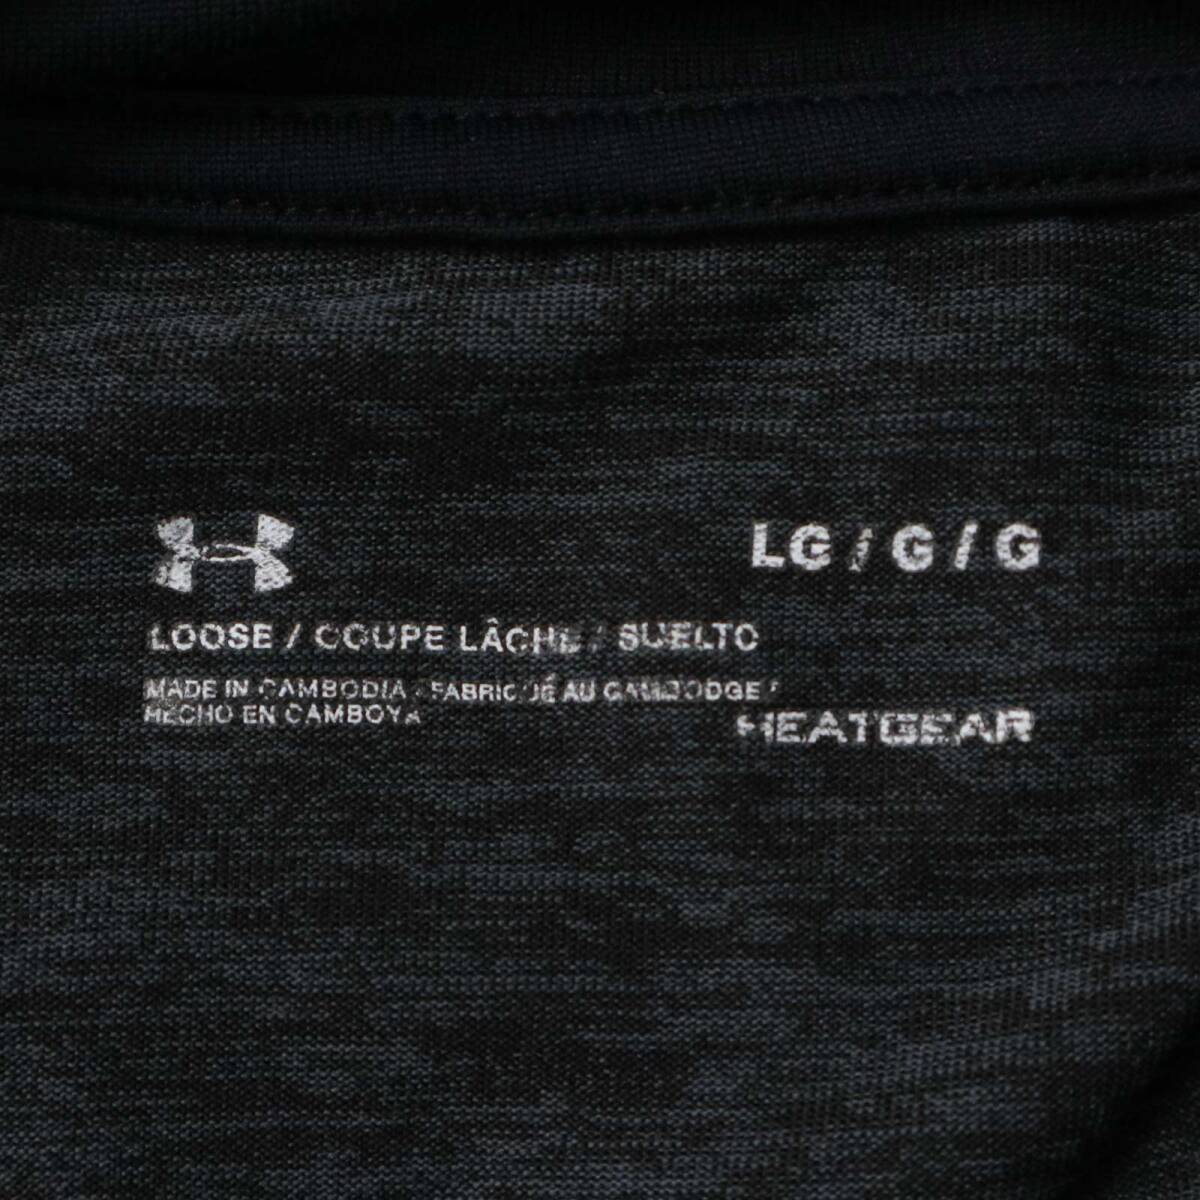 LG / G / G
LOOSE / COUPE LÂCHE / SUELTO
MADE IN CAMBODIA / FABRIQUÉ AU CAMBODGE /
HECHO EN CAMBOYA
HEATGEAR